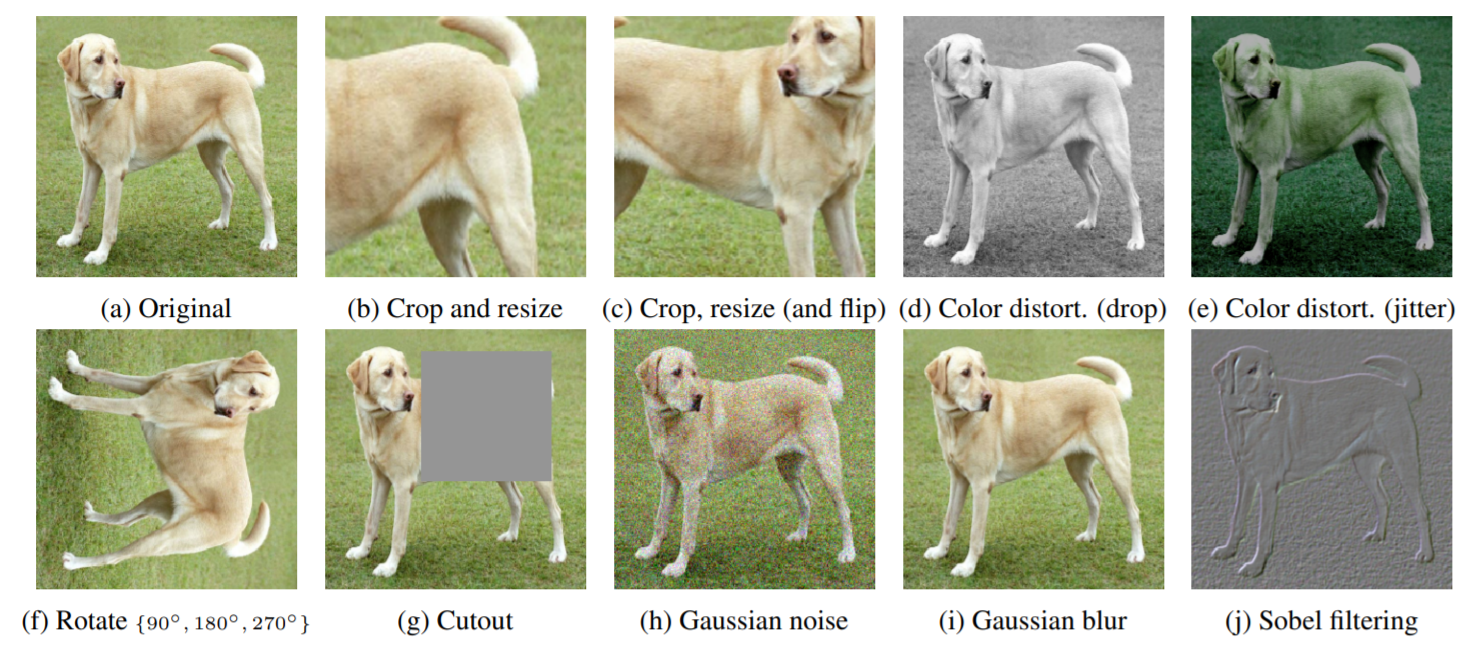 (a) Original
(b) Crop and resize
(c) Crop, resize (and flip)
(d) Color distort. (drop)
(e) Color distort. (jitter)
(f) Rotate {90°, 180°, 270°}
(g) Cutout
(h) Gaussian noise
(i) Gaussian blur
(j) Sobel filtering